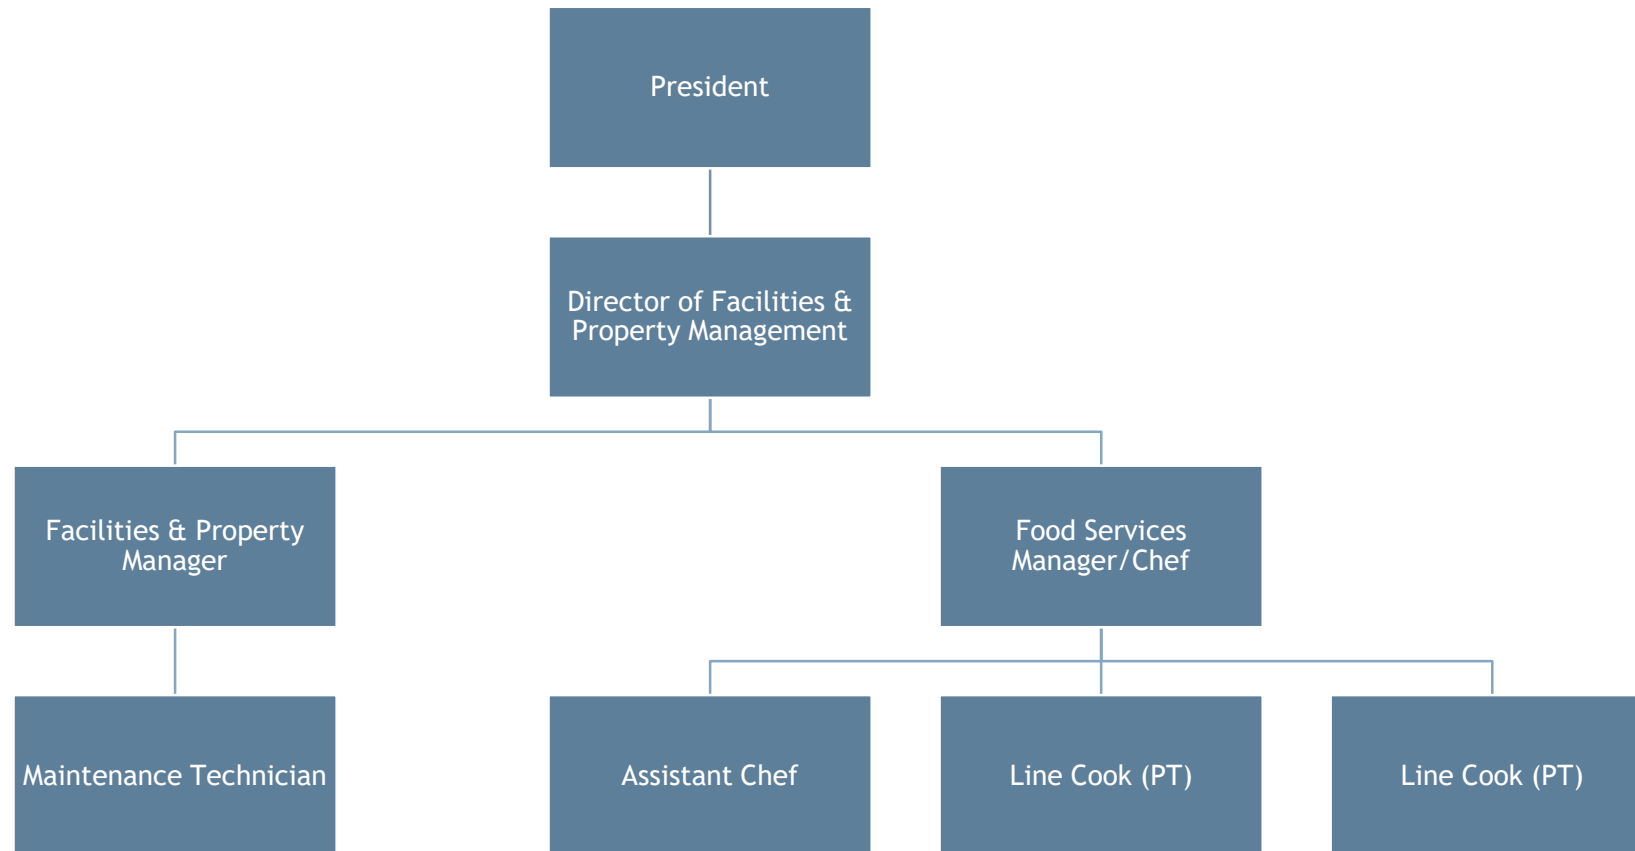 President
Director of Facilities &
Property Management
Facilities & Property
Manager
Food Services
Manager/Chef
Maintenance Technician
Assistant Chef
Line Cook (PT)
Line Cook (PT)